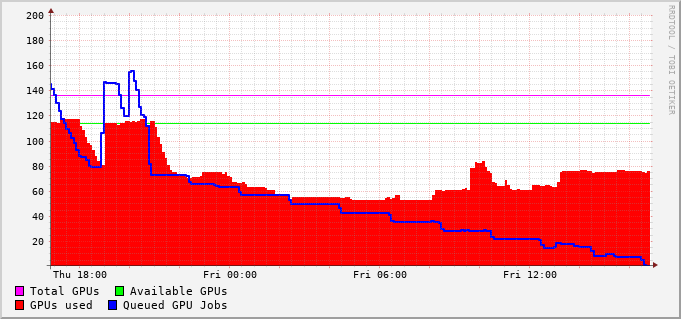 200
180
160
140
120
100
80
60
40
20
Thu 18:00 Fri 00:00 Fri 06:00 Fri 12:00
Total GPUs Available GPUs
GPUs used Queued GPU Jobs
RRDTOOL / TOBI OETIKER